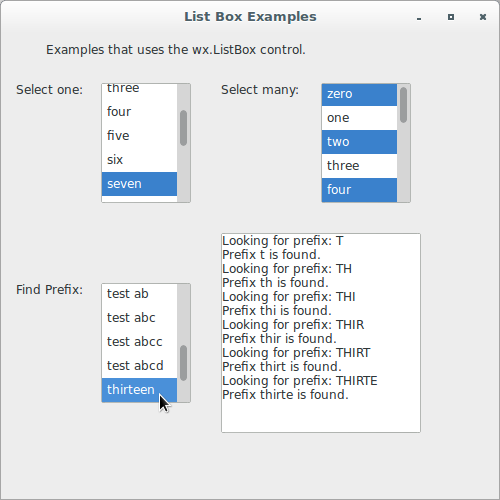 List Box Examples
Examples that uses the wx.ListBox control.
Select one:
three
four
five
six
seven
Select many:
zero
one
two
three
four
Find Prefix:
test ab
test abc
test abcc
test abcd
thirteen
Looking for prefix: T
Prefix t is found.
Looking for prefix: TH
Prefix th is found.
Looking for prefix: THI
Prefix thi is found.
Looking for prefix: THIR
Prefix thir is found.
Looking for prefix: THIRT
Prefix thirt is found.
Looking for prefix: THIRTE
Prefix thirte is found.